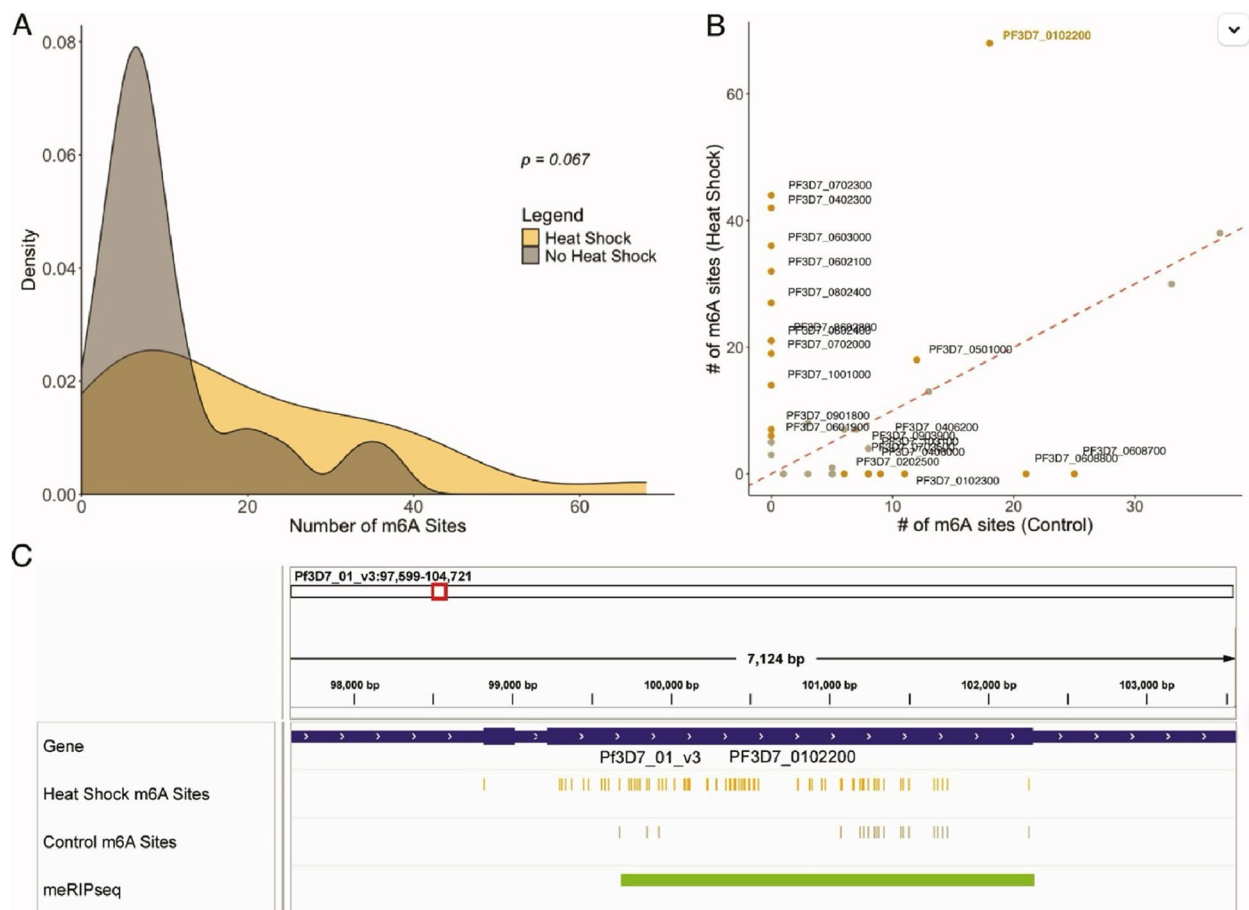 A
0.08
0.06
0.04
0.02
0.00
Density
20
40
60
Number of m6A Sites
p = 0.067
Legend
Heat Shock
No Heat Shock
B
# of m6A sites (Heat Shock)
60
40
20
0
PF3D7_0102200
PF3D7_0702300
PF3D7_0402300
PF3D7_0603000
PF3D7_0602100
PF3D7_0802400
PF3D7_0702000
PF3D7_1001000
PF3D7_0501000
PF3D7_0901800
PF3D7_0601900
PF3D7_0406200
PF3D7_0903900
PF3D7_0202500
PF3D7_0608700
PF3D7_0608800
PF3D7_0102300
0
10
20
30
# of m6A sites (Control)
C
Pf3D7_01_v3:97,599-104,721
7,124 bp
98,000 bp
99,000 bp
100,000 bp
101,000 bp
102,000 bp
103,000 bp
Gene
Pf3D7_01_v3
PF3D7_0102200
Heat Shock m6A Sites
Control m6A Sites
meRIPseq